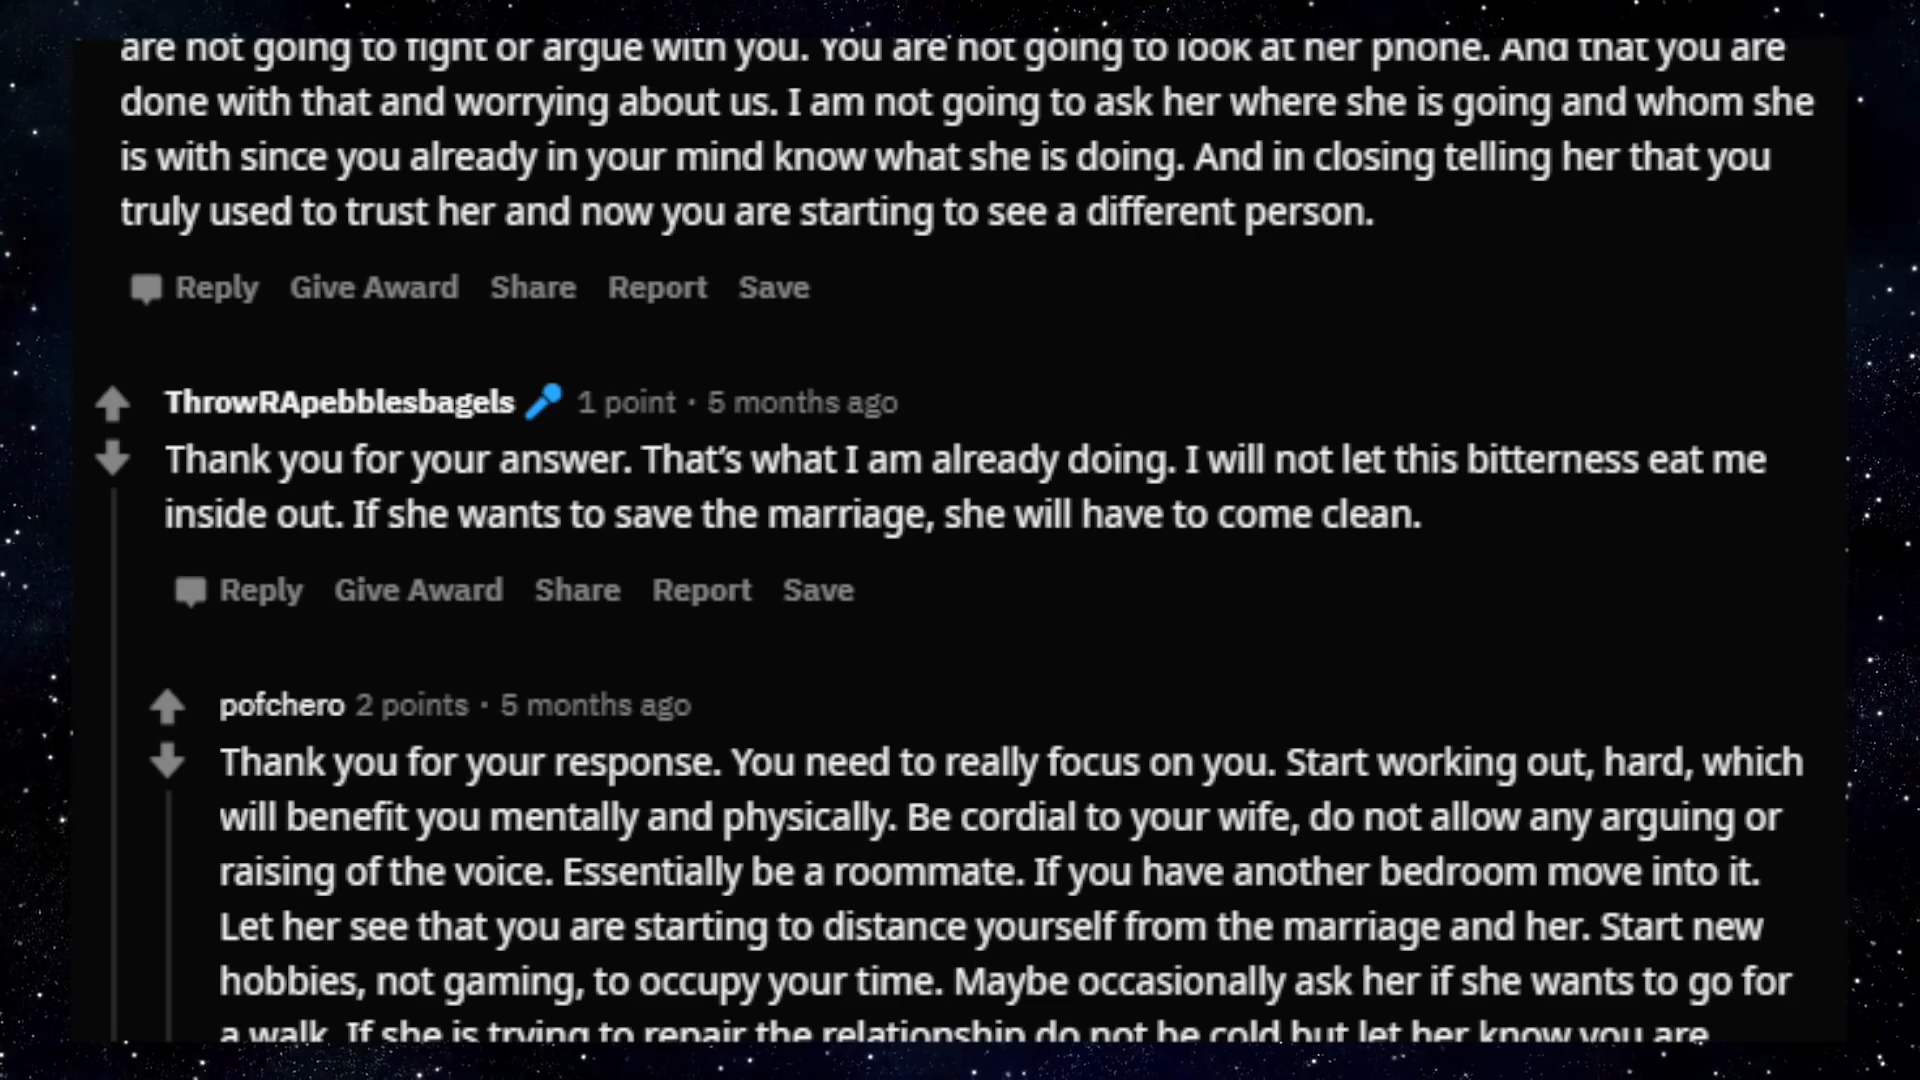 are not going to fight or argue with you. You are not going to look at her phone. And that you are
done with that and worrying about us. I am not going to ask her where she is going and whom she
is with since you already in your mind know what she is doing. And in closing telling her that you
truly used to trust her and now you are starting to see a different person.
Reply Give Award Share Report Save
ThrowRApebblesbagels 1 point · 5 months ago
Thank you for your answer. That's what I am already doing. I will not let this bitterness eat me
inside out. If she wants to save the marriage, she will have to come clean.
Reply Give Award Share Report Save
pofchero 2 points · 5 months ago
Thank you for your response. You need to really focus on you. Start working out, hard, which
will benefit you mentally and physically. Be cordial to your wife, do not allow any arguing or
raising of the voice. Essentially be a roommate. If you have another bedroom move into it.
Let her see that you are starting to distance yourself from the marriage and her. Start new
hobbies, not gaming, to occupy your time. Maybe occasionally ask her if she wants to go for
a walk. If she is trying to repair the relationship do not be cold but let her know you are